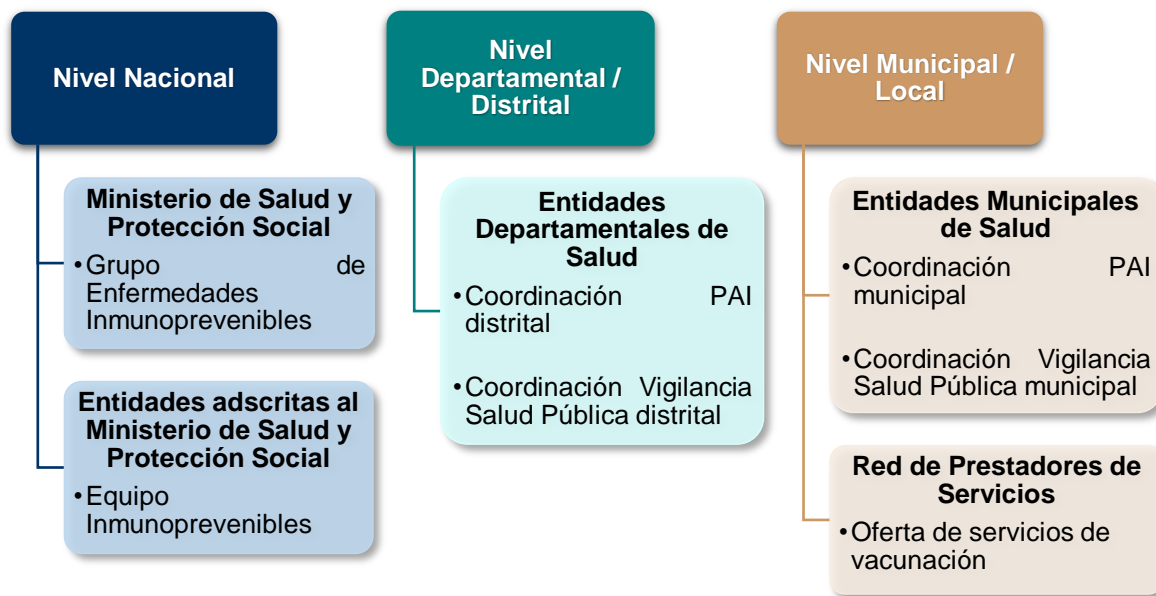 Nivel Nacional
Ministerio de Salud y
Protección Social
•Grupo de
Enfermedades
Inmunoprevenibles
Entidades adscritas al
Ministerio de Salud y
Protección Social
•Equipo
Inmunoprevenibles
Nivel
Departamental /
Distrital
Entidades
Departamentales de
Salud
•Coordinación PAI
distrital
•Coordinación Vigilancia
Salud Pública distrital
Nivel Municipal /
Local
Entidades Municipales
de Salud
•Coordinación PAI
municipal
•Coordinación Vigilancia
Salud Pública municipal
Red de Prestadores de
Servicios
•Oferta de servicios de
vacunación